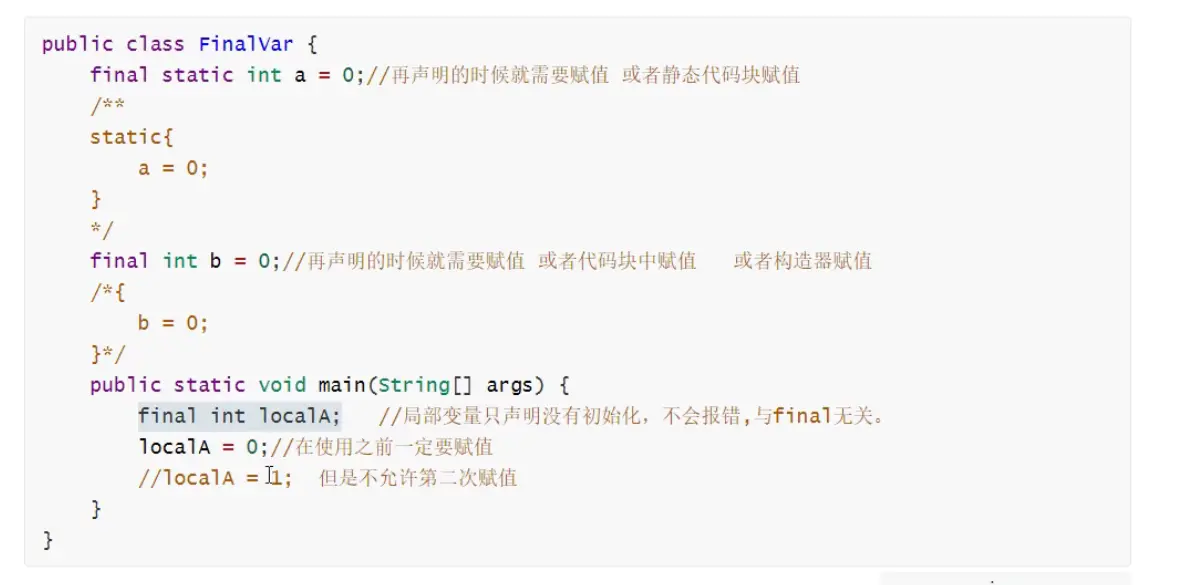 public class FinalVar {
final static int a = 0;//再声明的时候就需要赋值 或者静态代码块赋值
/**
static{
a = 0;
}
*/
final int b = 0;//再声明的时候就需要赋值 或者代码块中赋值 或者构造器赋值
/*{
b = 0;
}*/
public static void main(String[] args) {
final int localA; //局部变量只声明没有初始化，不会报错,与final无关。
localA = 0;//在使用之前一定要赋值
//localA = 1; 但是不允许第二次赋值
}
}